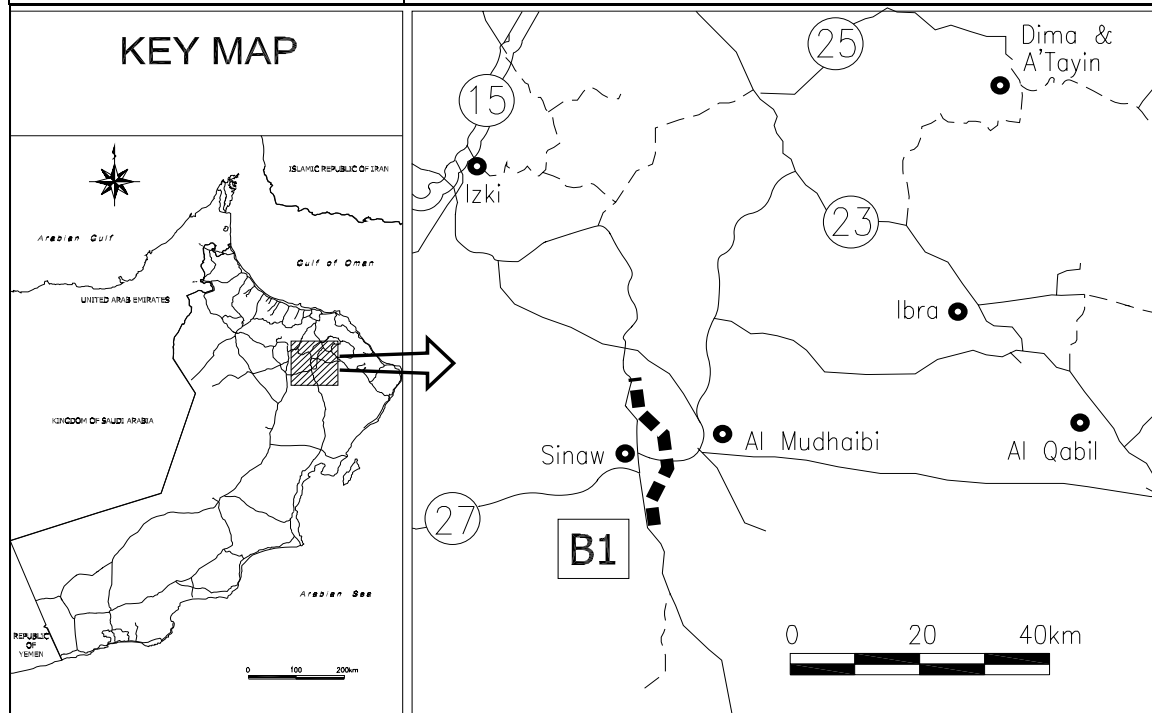 KEY MAP
ISLAMIC REPUBLIC OF IRAN
Arabian Gulf
Gulf of Oman
UNITED ARAB EMIRATES
KINGDOM OF SAUDI ARABIA
Arabian Sea
REPUBLIC
OF
YEMEN
0 100 200km
25
Dima &
A'Tayin
15
Izki
23
Ibra
Sinaw
Al Mudhaibi
Al Qabil
27
B1
0 20 40km